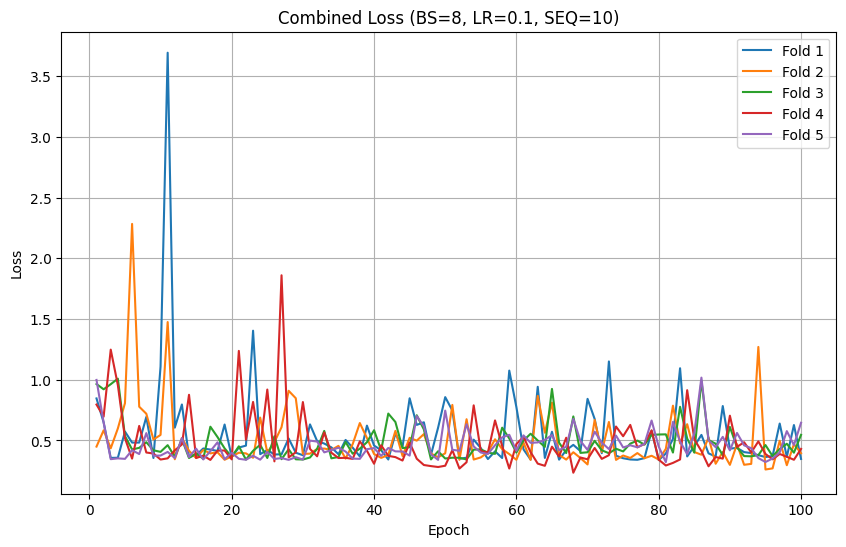 Combined Loss (BS=8, LR=0.1, SEQ=10)
Fold 1
Fold 2
Fold 3
Fold 4
Fold 5
Loss
3.5
3.0
2.5
2.0
1.5
1.0
0.5
0 20 40 60 80 100
Epoch